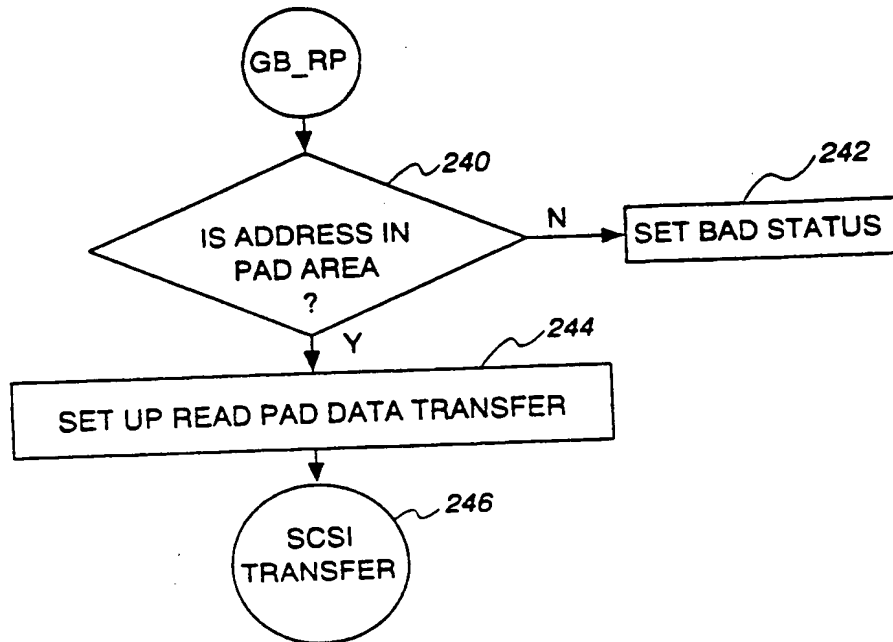 GB_RP
240
242
IS ADDRESS IN
PAD AREA
?
N
SET BAD STATUS
Y
244
SET UP READ PAD DATA TRANSFER
246
SCSI
TRANSFER